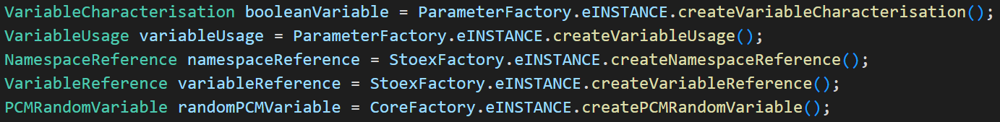 VariableCharacterisation booleanVariable = ParameterFactory.eINSTANCE.createVariableCharacterisation();
VariableUsage variableUsage = ParameterFactory.eINSTANCE.createVariableUsage();
NamespaceReference namespaceReference = StoexFactory.eINSTANCE.createNamespaceReference();
VariableReference variableReference = StoexFactory.eINSTANCE.createVariableReference();
PCMRandomVariable randomPCMVariable = CoreFactory.eINSTANCE.createPCMRandomVariable();